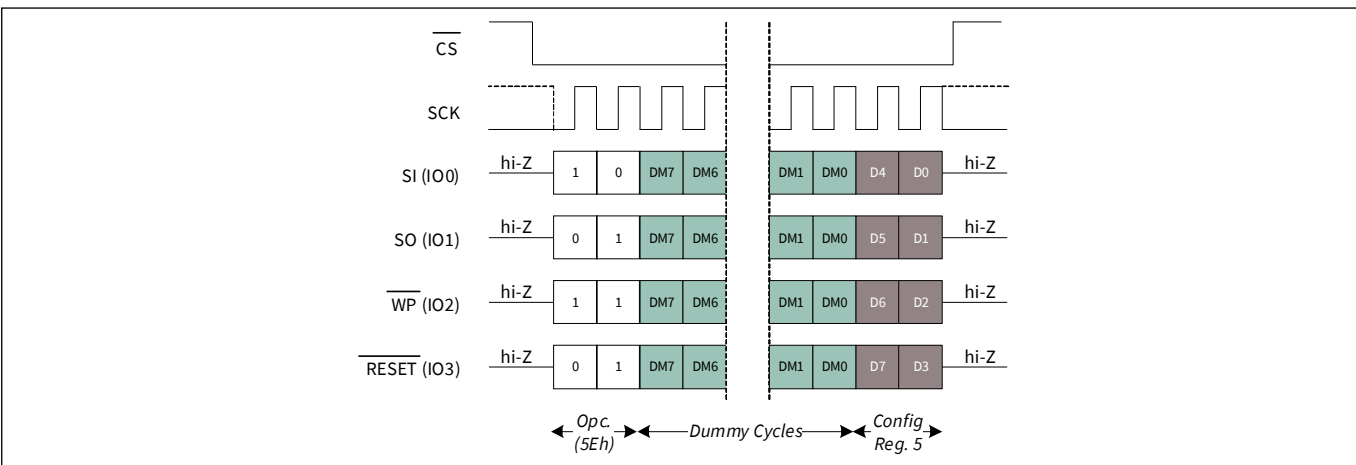 CS
SCK
SI (IO0) hi-Z 1 0 DM7 DM6 DM1 DM0 D4 D0 hi-Z
SO (IO1) hi-Z 0 1 DM7 DM6 DM1 DM0 D5 D1 hi-Z
WP (IO2) hi-Z 1 1 DM7 DM6 DM1 DM0 D6 D2 hi-Z
RESET (IO3) hi-Z 0 1 DM7 DM6 DM1 DM0 D7 D3 hi-Z
Opc. (5Eh) Dummy Cycles Config Reg. 5